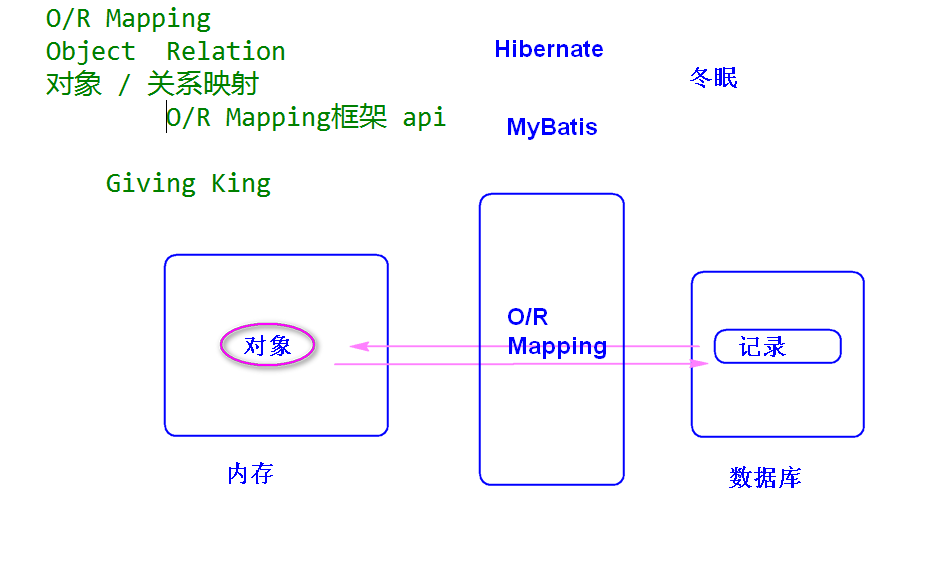 O/R Mapping
Object  Relation
对象 / 关系映射
O/R Mapping框架 api
Giving King
Hibernate
冬眠
MyBatis
O/R
Mapping
对象
记录
内存
数据库